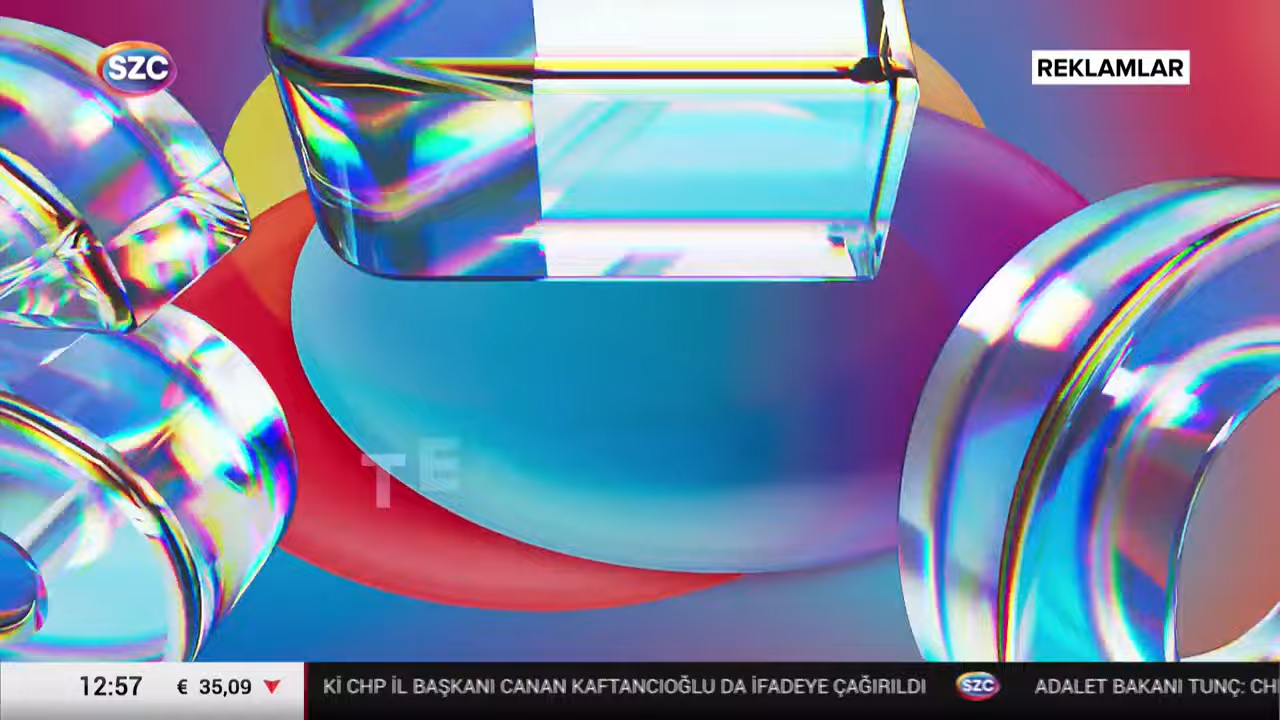 SZC
REKLAMLAR
TE
12:57 € 35,09 Kİ CHP İL BAŞKANI CANAN KAFTANCIOĞLU DA İFADEYE ÇAĞIRILDI SZC ADALET BAKANI TUNÇ: